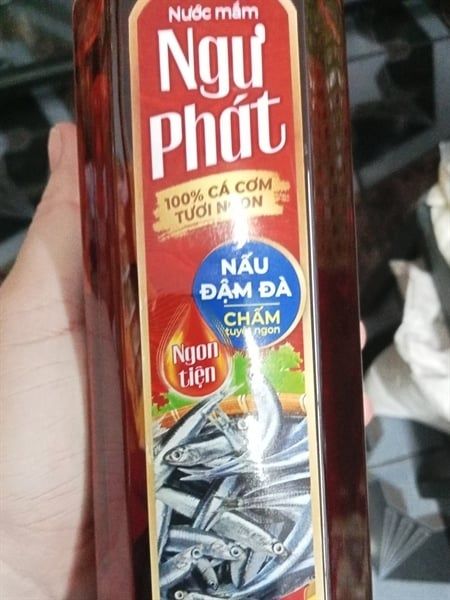 Nước mắm
Ngư
Phát
100% CÁ CƠM
TƯƠI NGON
NẤU
ĐẬM ĐÀ
CHẤM
tuyệt ngon
Ngon
tiện